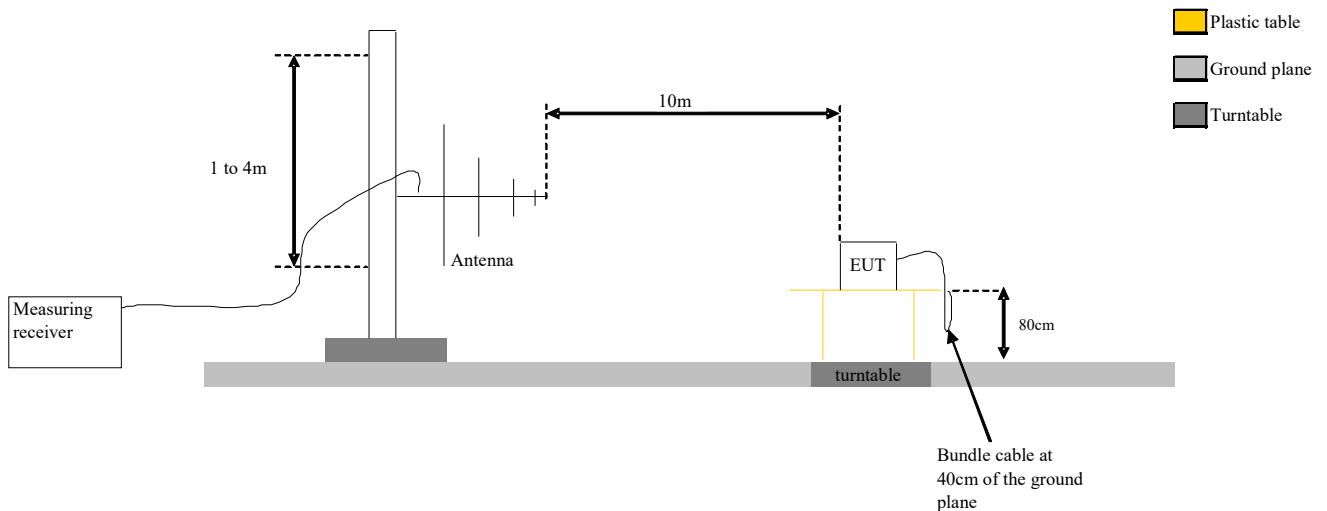 Plastic table
Ground plane
Turntable
10m
1 to 4m
Antenna
EUT
Measuring
receiver
80cm
turntable
Bundle cable at
40cm of the ground
plane